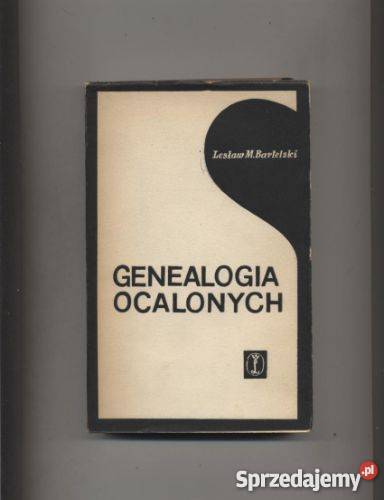 Lesław M. Bartelski
GENEALOGIA
OCALONYCH
Sprzedajemy.pl